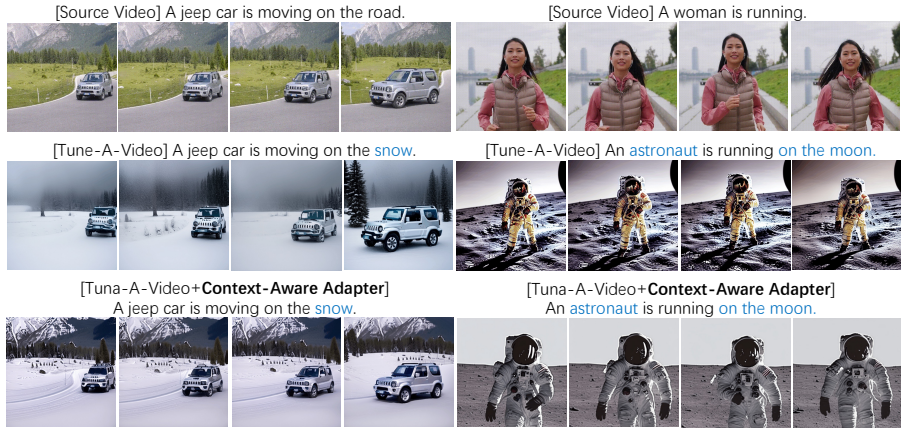 [Source Video] A jeep car is moving on the road.
[Source Video] A woman is running.
[Tune-A-Video] A jeep car is moving on the snow.
[Tune-A-Video] An astronaut is running on the moon.
[Tuna-A-Video+Context-Aware Adapter]
A jeep car is moving on the snow.
[Tuna-A-Video+Context-Aware Adapter]
An astronaut is running on the moon.